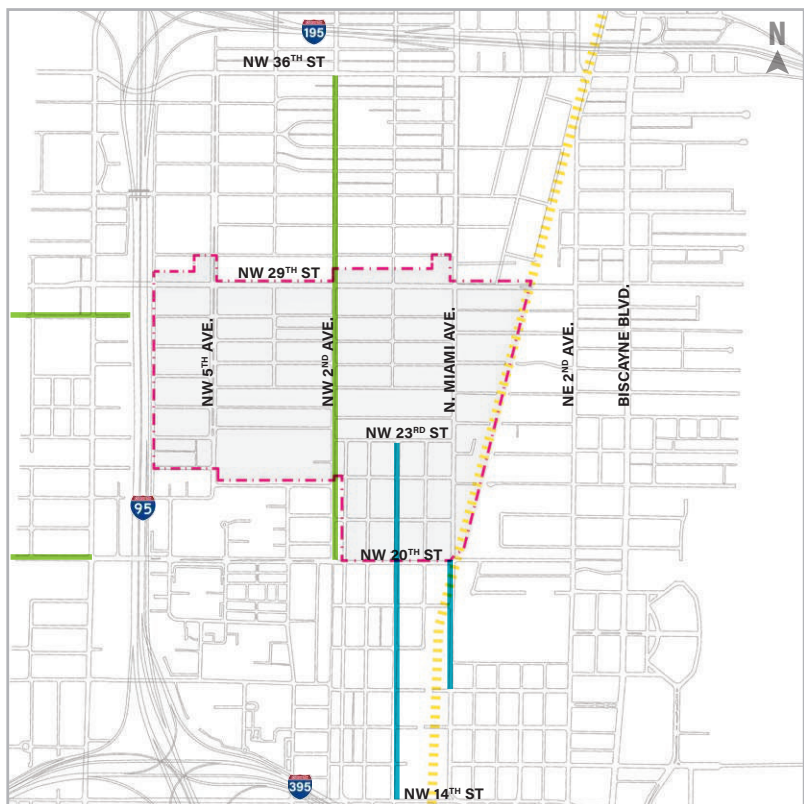 195
N
NW 36TH ST
NW 29TH ST
NW 5TH AVE.
NW 2ND AVE.
N. MIAMI AVE.
NE 2ND AVE.
BISCAYNE BLVD.
NW 23RD ST
95
NW 20TH ST
395
NW 14TH ST